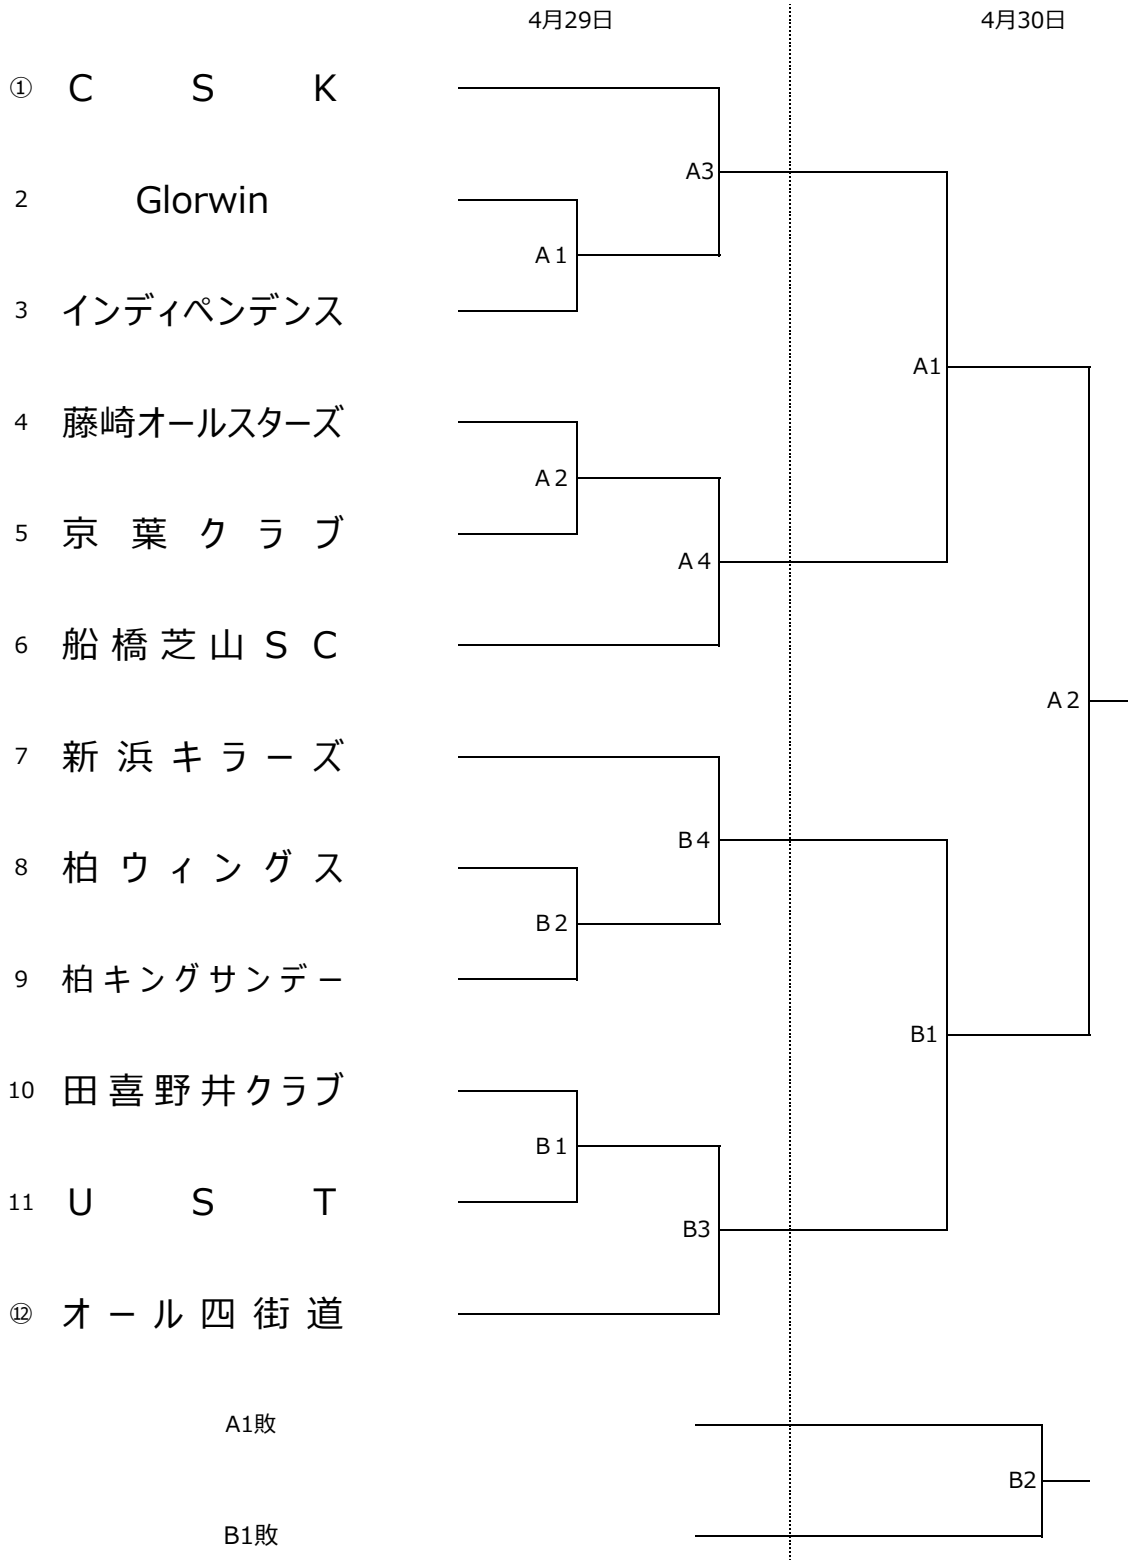 4月29日 4月30日
① C S K
A3
2 Glorwin
A1
3 インディペンデンス
A1
4 藤崎オールスターズ
A2
5 京葉クラブ
A4
6 船橋芝山SC
A2
7 新浜キラーズ
B4
8 柏ウィングス
B2
9 柏キングサンデー
B1
10 田喜野井クラブ
B1
11 U S T
B3
⑫ オール四街道
A1敗
B2
B1敗